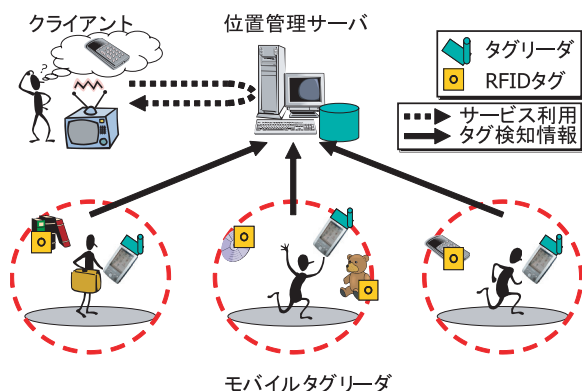 クライアント
位置管理サーバ
タグリーダ
RFIDタグ
サービス利用
タグ検知情報
?
モバイルタグリーダ